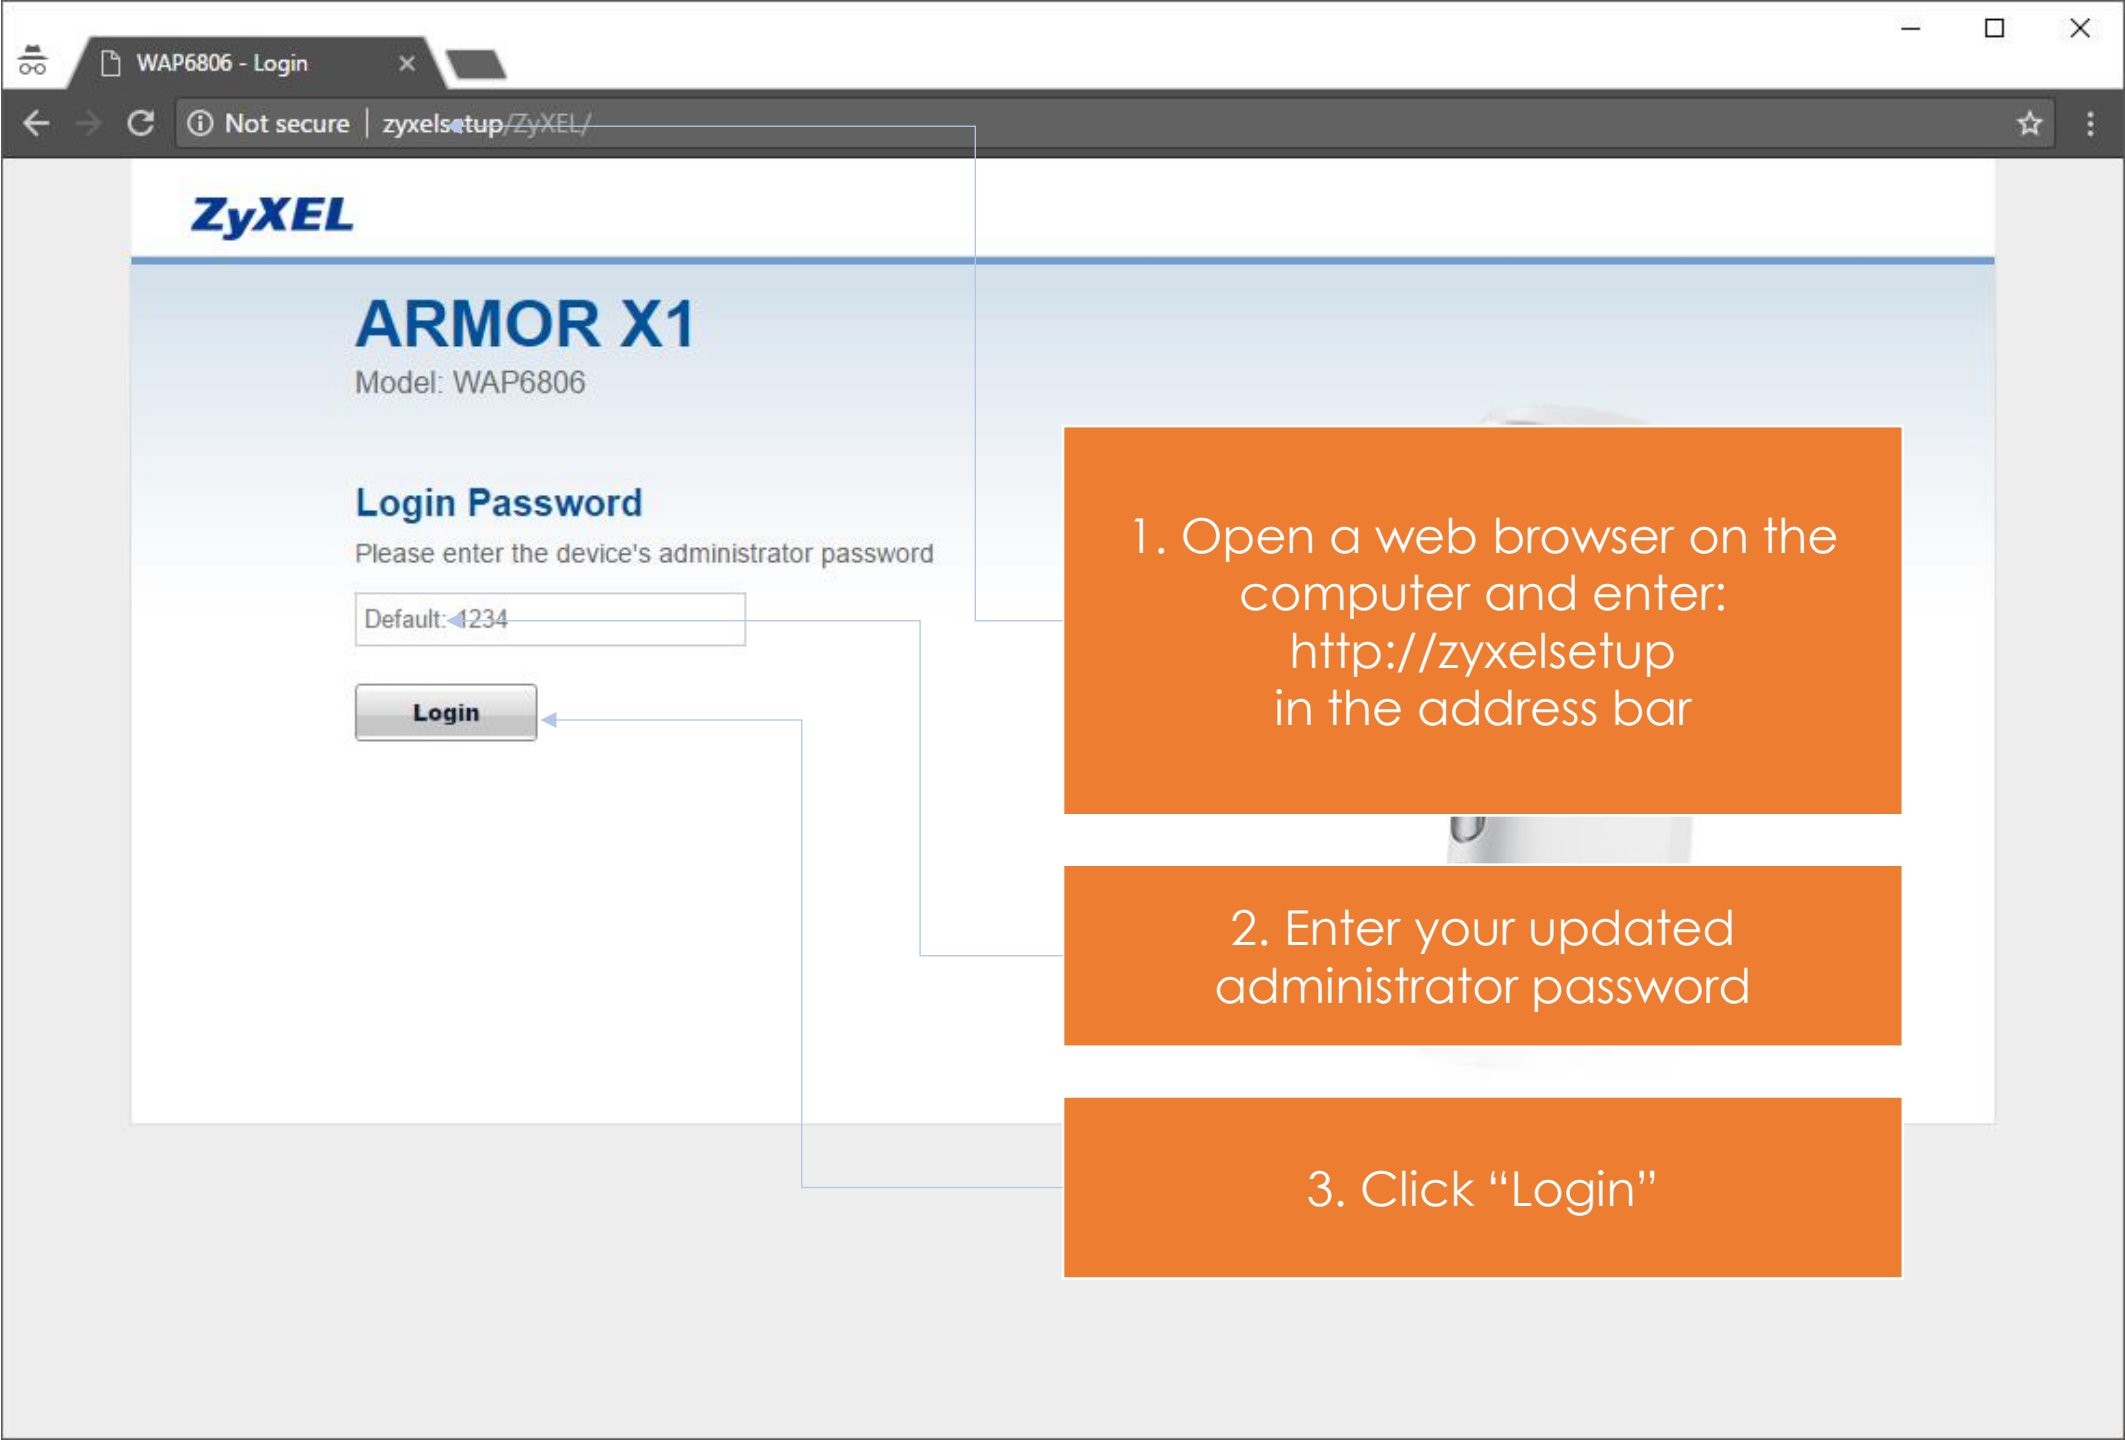 WAP6806 - Login
Not secure | zyxelsetup/ZyXEL/
ZyXEL
ARMOR X1
Model: WAP6806
Login Password
Please enter the device's administrator password
Default: 1234
Login
1. Open a web browser on the
computer and enter:
http://zyxelsetup
in the address bar
2. Enter your updated
administrator password
3. Click “Login”